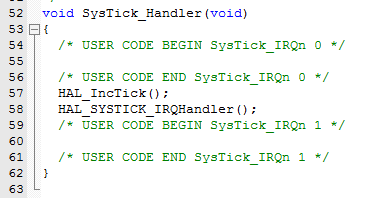 52 void SysTick_Handler(void)
53 {
54 /* USER CODE BEGIN SysTick_IRQn 0 */
55
56 /* USER CODE END SysTick_IRQn 0 */
57 HAL_IncTick();
58 HAL_SYSTICK_IRQHandler();
59 /* USER CODE BEGIN SysTick_IRQn 1 */
60
61 /* USER CODE END SysTick_IRQn 1 */
62 }
63